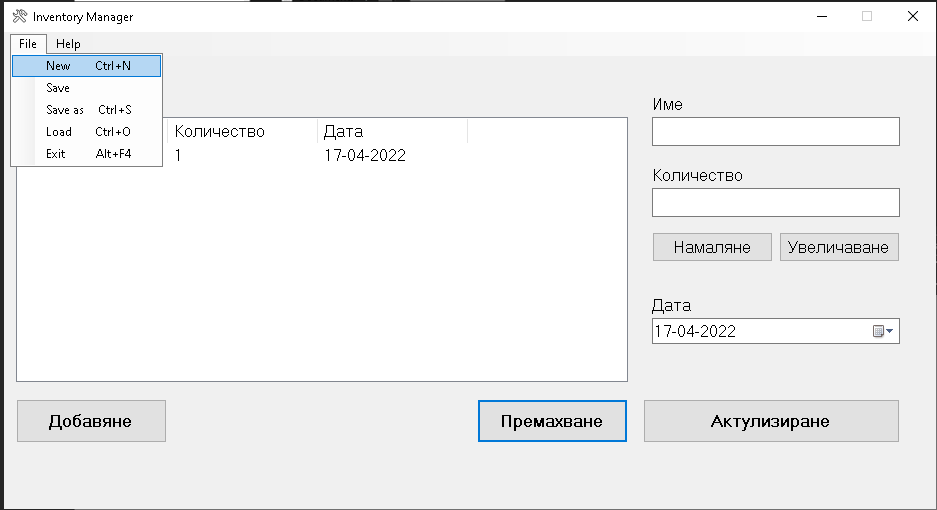 Inventory Manager
File Help
New Ctrl+N
Save
Save as Ctrl+S
Load Ctrl+O
Exit Alt+F4
Количество Дата
1 17-04-2022
Име
Количество
Намаляне Увеличаване
Дата
17-04-2022
Добавяне Премахване Актулизиране